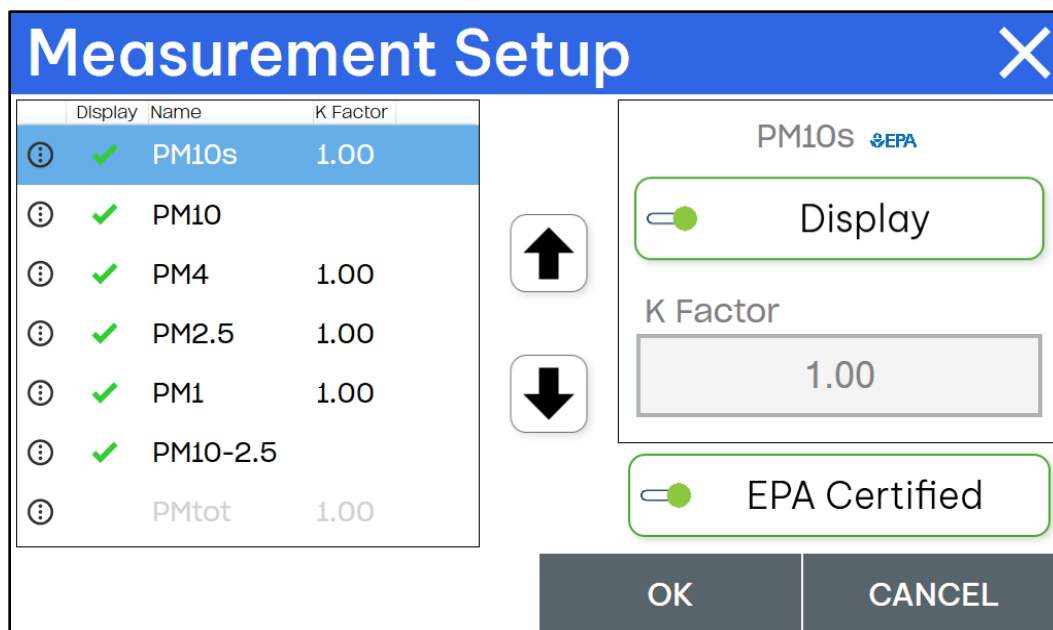 Measurement Setup
Display Name K Factor
PM10s 1.00
PM10
PM4 1.00
PM2.5 1.00
PM1 1.00
PM10-2.5
PMtot 1.00
PM10s EPA
Display
K Factor
1.00
EPA Certified
OK CANCEL